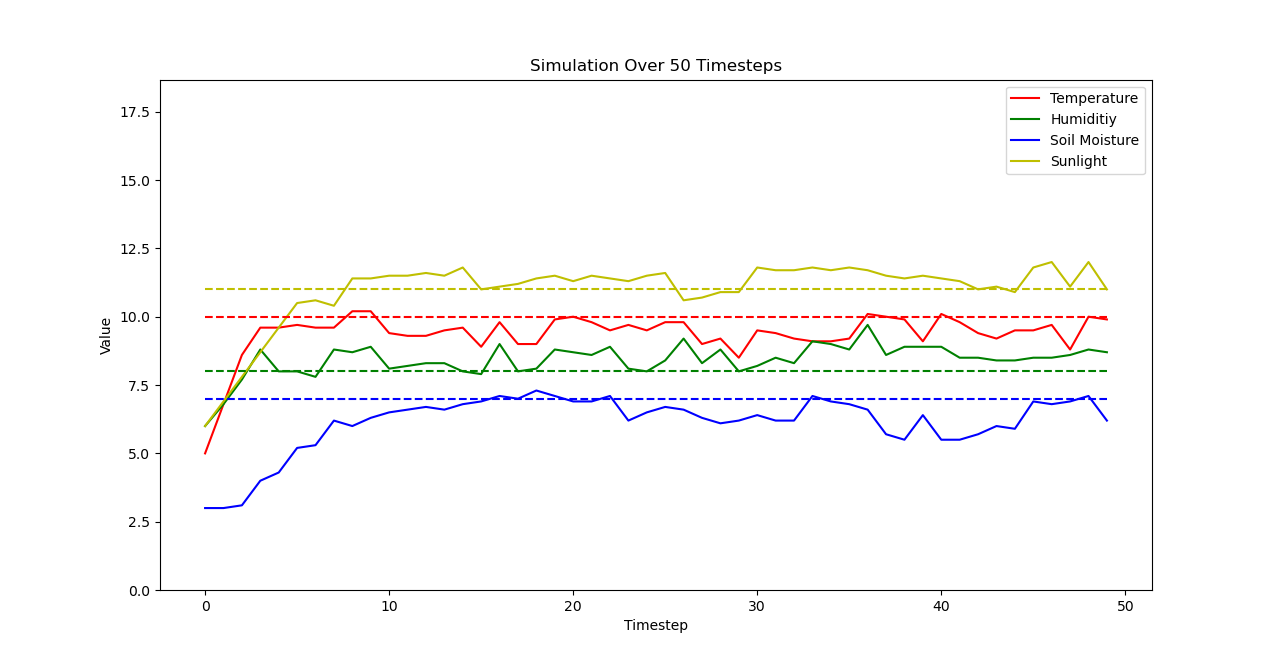 Simulation Over 50 Timesteps
Temperature
Humiditiy
Soil Moisture
Sunlight
17.5
15.0
12.5
10.0
7.5
5.0
2.5
0.0
Value
0 10 20 30 40 50
Timestep